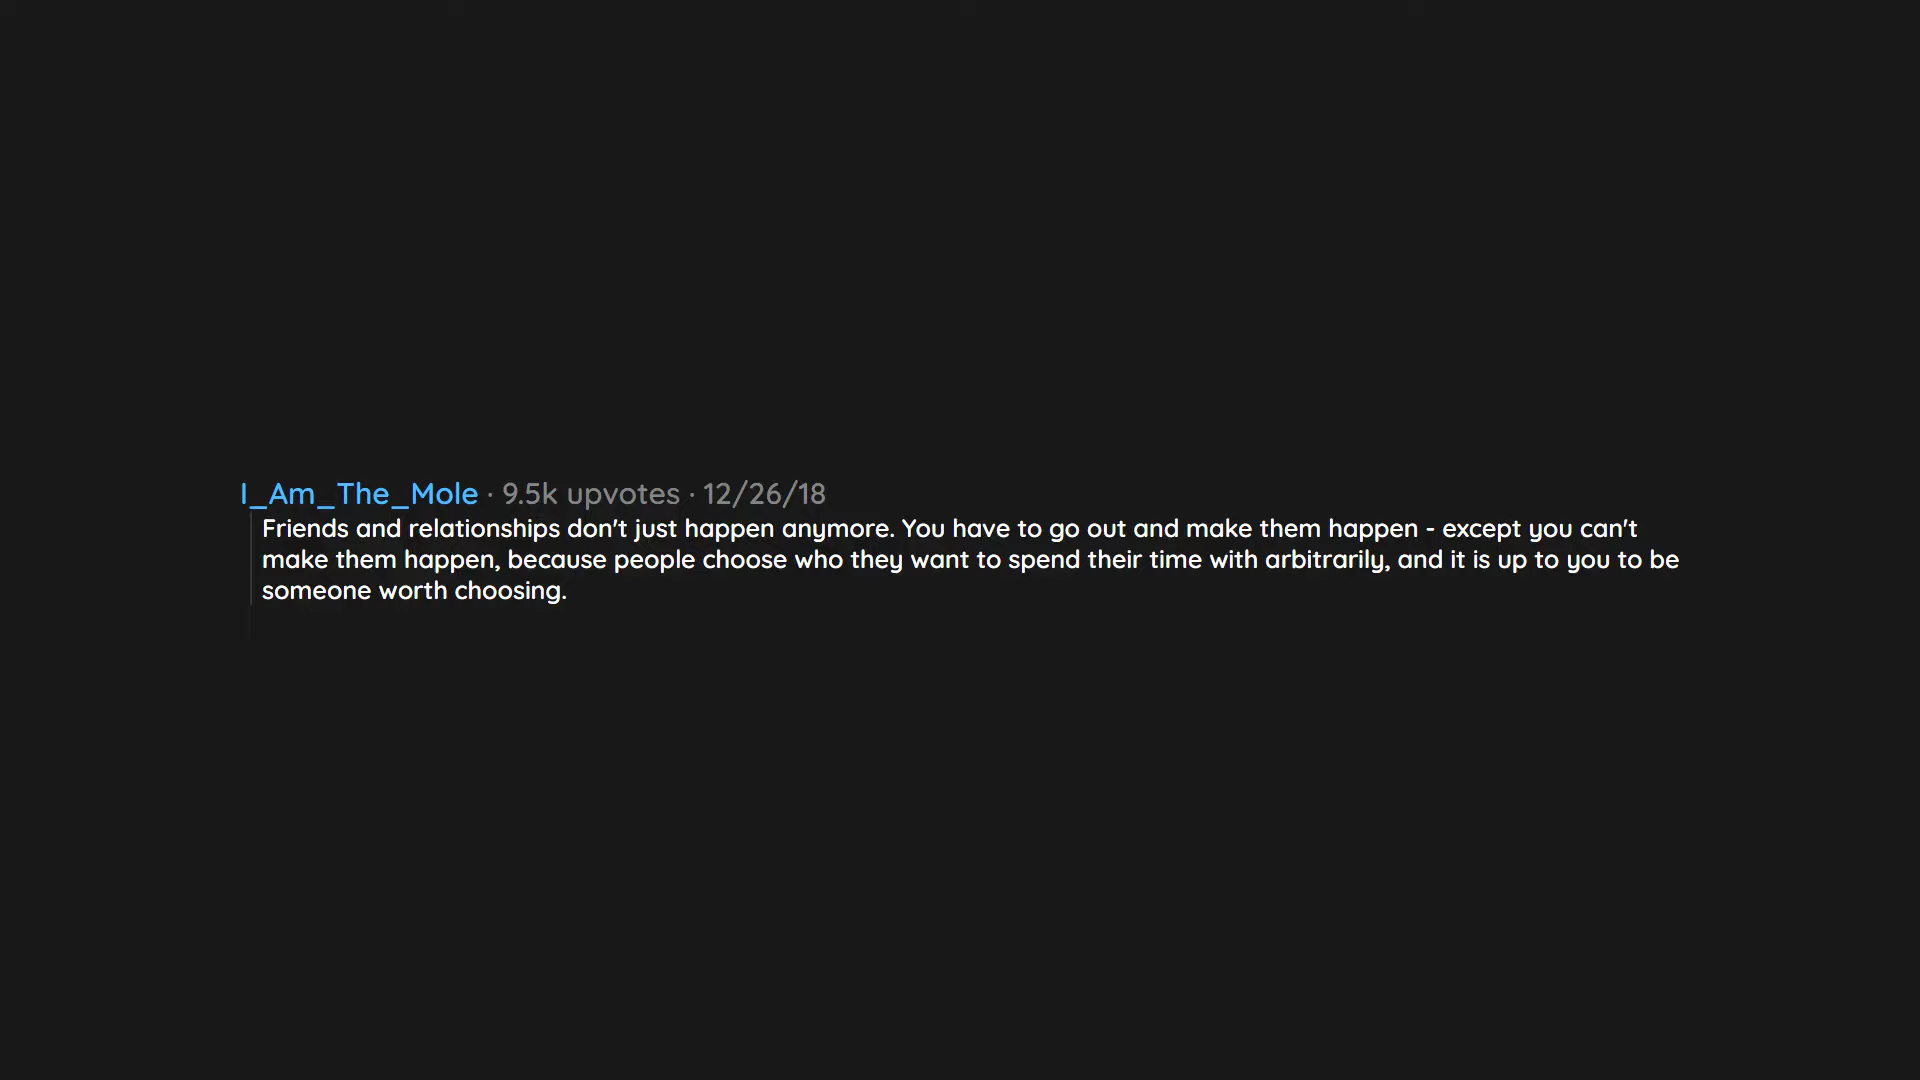 I_Am_The_Mole · 9.5k upvotes · 12/26/18
Friends and relationships don't just happen anymore. You have to go out and make them happen - except you can't
make them happen, because people choose who they want to spend their time with arbitrarily, and it is up to you to be
someone worth choosing.